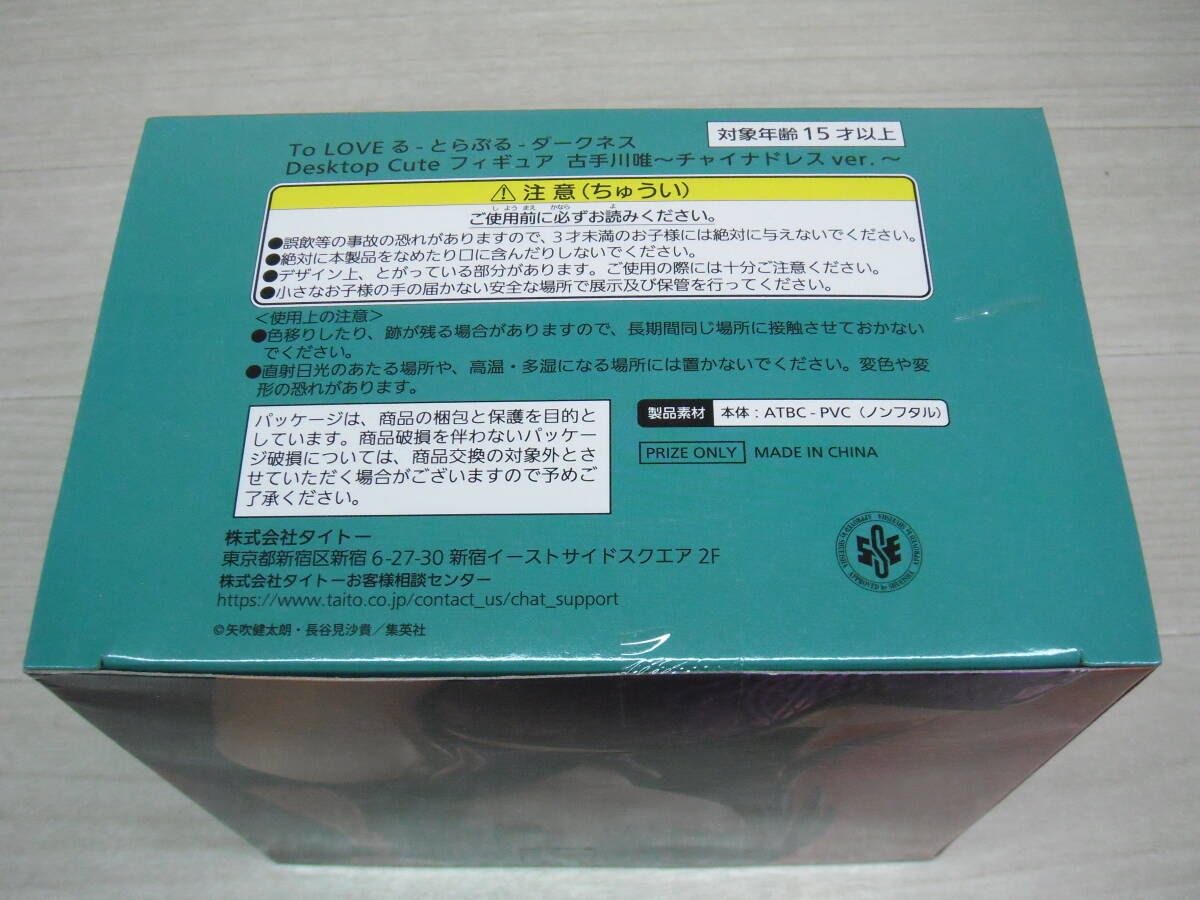 To LOVE る - とらぶる - ダークネス
対象年齢 15 才以上
Desktop Cute フィギュア 古手川唯～チャイナドレス ver. ～
⚠ 注意(ちゅうい)
しよう まえ かなら よ
ご使用前に必ずお読みください。
●誤飲等の事故の恐れがありますので、3才未満のお子様には絶対に与えないでください。
●絶対に本製品をなめたり口に含んだりしないでください。
●デザイン上、とがっている部分があります。ご使用の際には十分ご注意ください。
●小さなお子様の手の届かない安全な場所で展示及び保管を行ってください。
＜使用上の注意＞
●色移りしたり、跡が残る場合がありますので、長期間同じ場所に接触させておかない
でください。
●直射日光のあたる場所や、高温・多湿になる場所には置かないでください。変色や変
形の恐れがあります。
パッケージは、商品の梱包と保護を目的と
しています。商品破損を伴わないパッケー
ジ破損については、商品交換の対象外とさ
せていただく場合がございますので予めご
了承ください。
製品素材 本体：ATBC - PVC（ノンフタル）
PRIZE ONLY MADE IN CHINA
株式会社タイトー
東京都新宿区新宿 6-27-30 新宿イーストサイドスクエア 2F
株式会社タイトーお客様相談センター
https://www.taito.co.jp/contact_us/chat_support
©矢吹健太朗・長谷見沙貴／集英社
SSE